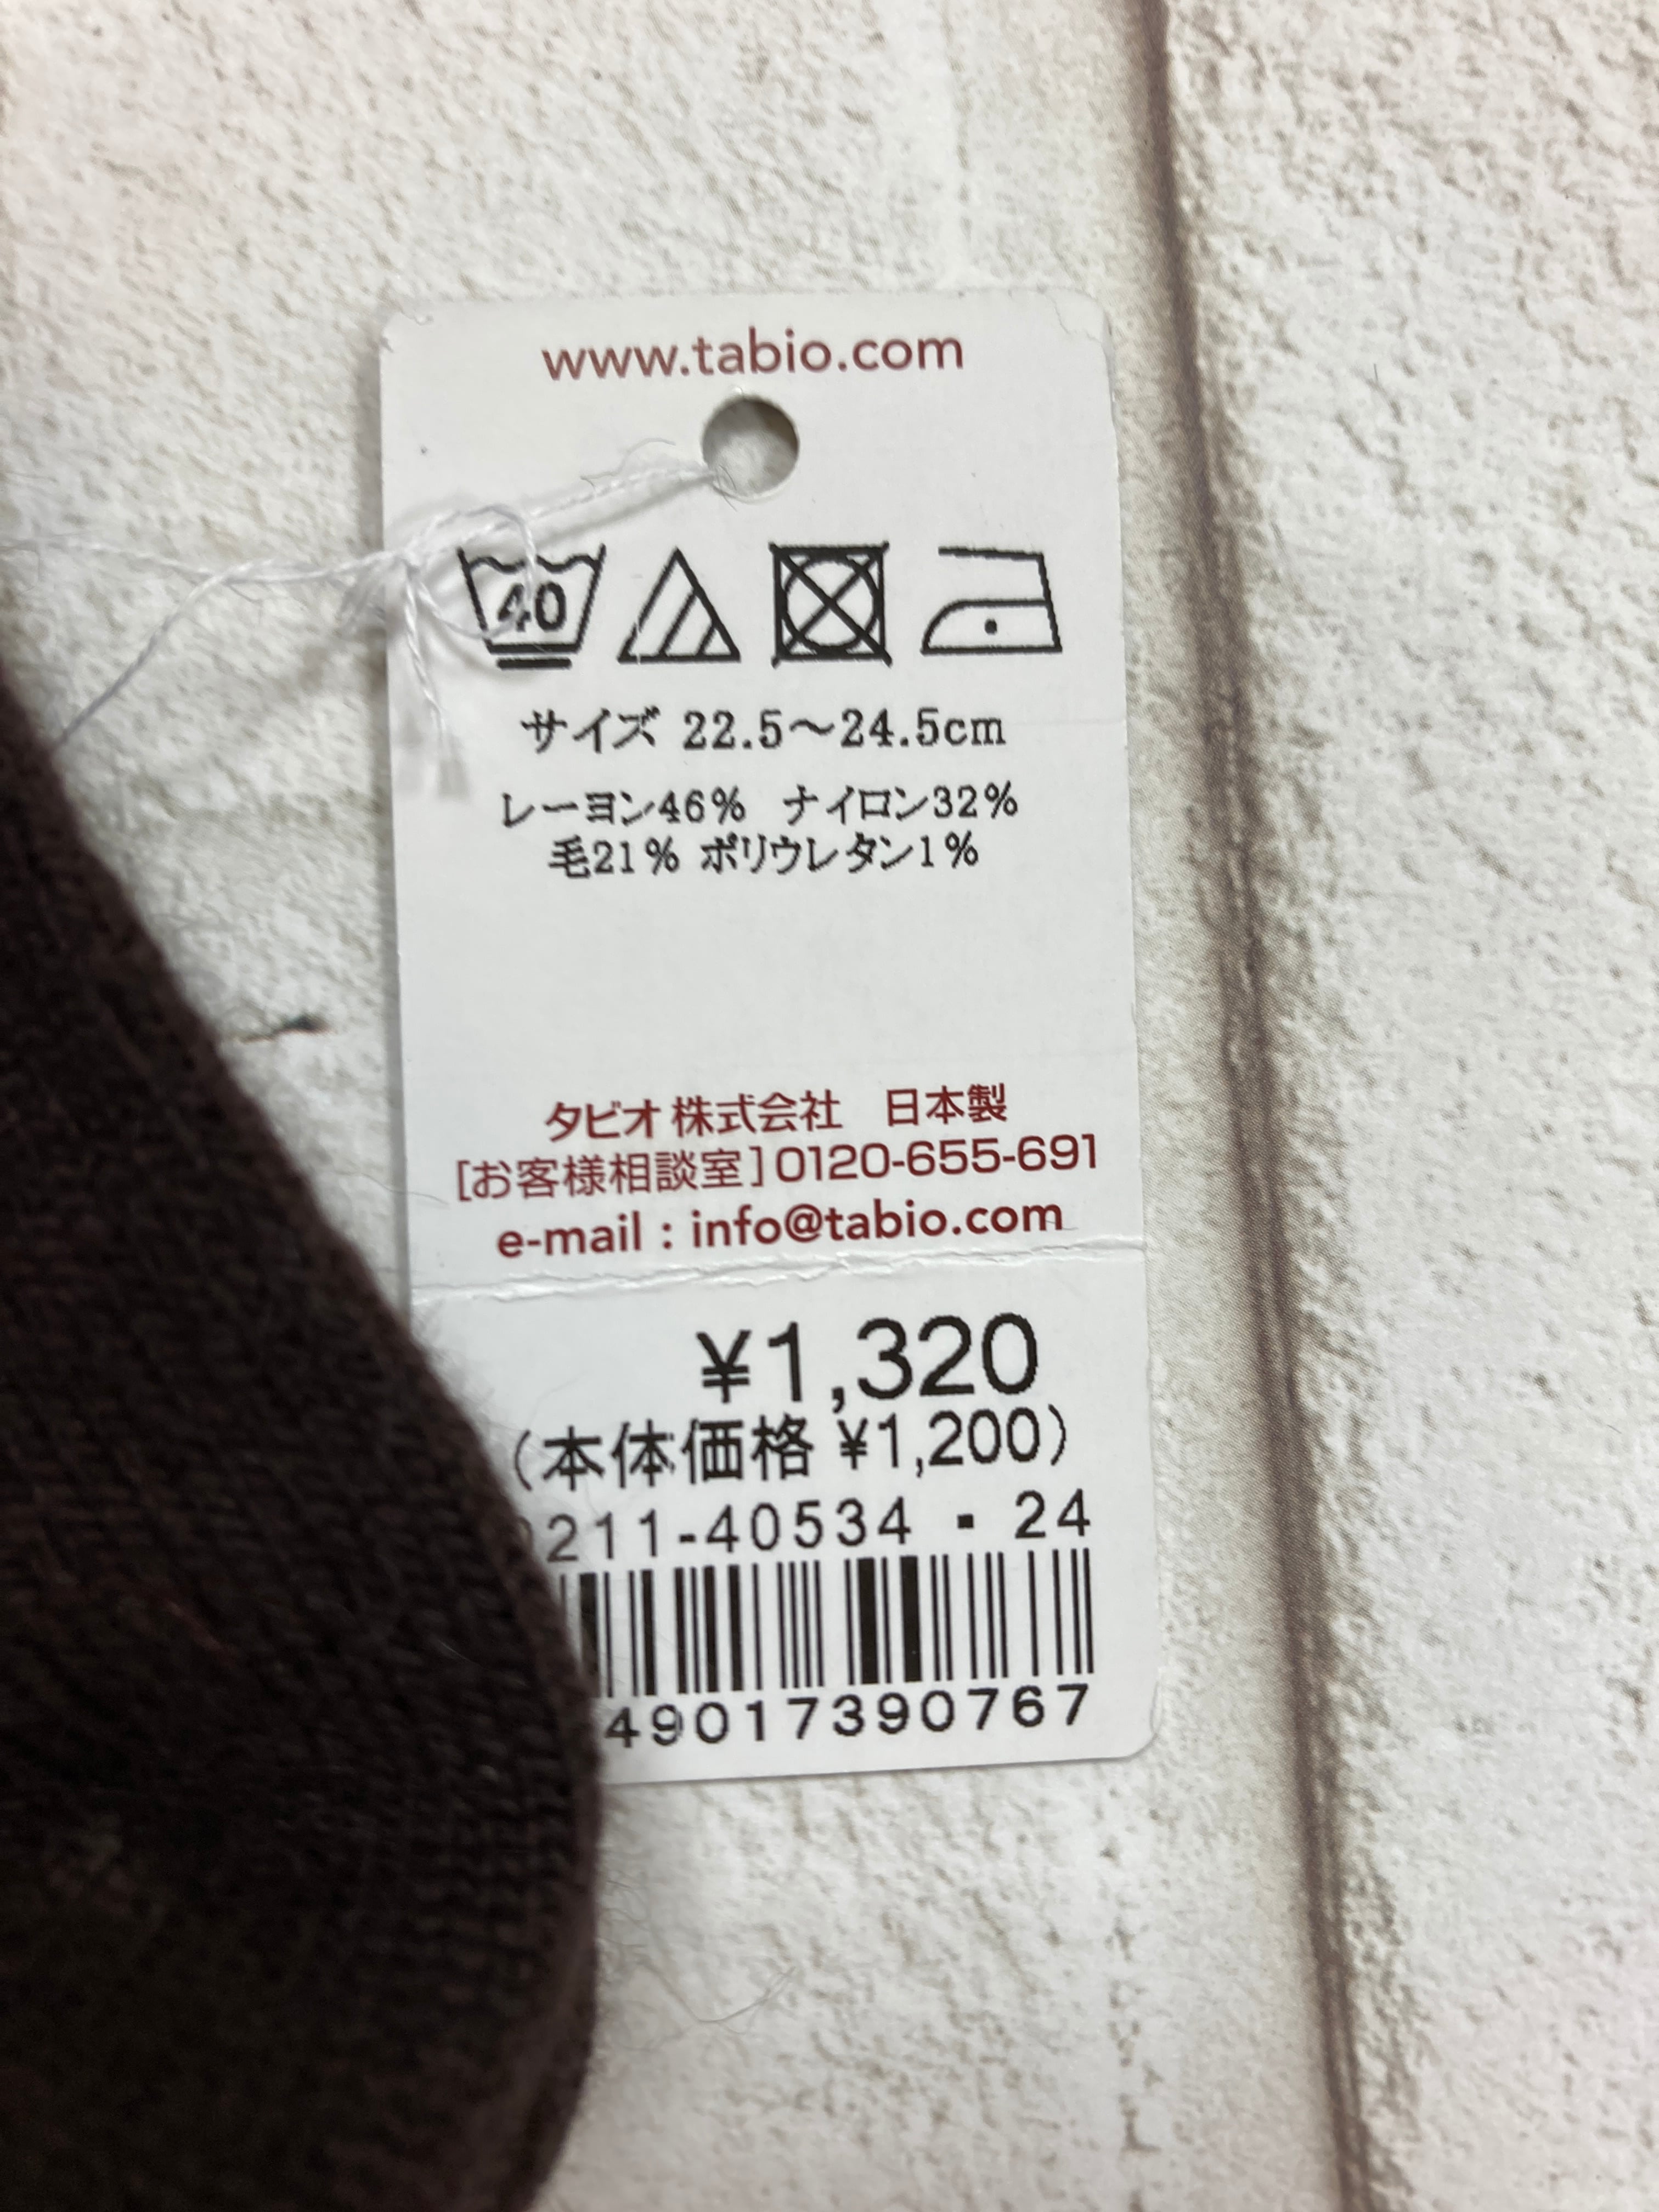 www.tabio.com
40
サイズ 22.5～24.5cm
レーヨン46% ナイロン32%
毛21% ポリウレタン1%
タビオ 株式会社 日本製
[お客様相談室]0120-655-691
e-mail : info@tabio.com
¥1,320
(本体価格 ¥1,200)
211-40534 ▪ 24
49017390767